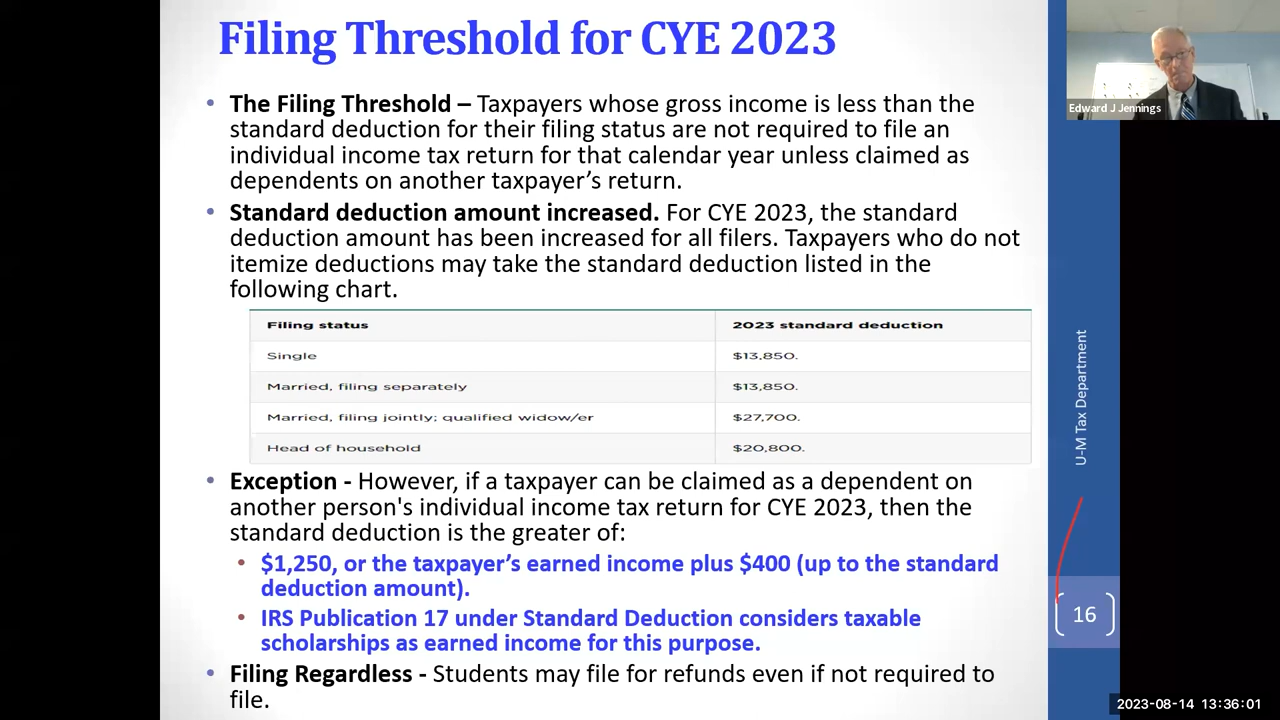 Filing Threshold for CYE 2023
• The Filing Threshold – Taxpayers whose gross income is less than the
standard deduction for their filing status are not required to file an
individual income tax return for that calendar year unless claimed as
dependents on another taxpayer’s return.
• Standard deduction amount increased. For CYE 2023, the standard
deduction amount has been increased for all filers. Taxpayers who do not
itemize deductions may take the standard deduction listed in the
following chart.
Filing status 2023 standard deduction
Single $13,850.
Married, filing separately $13,850.
Married, filing jointly; qualified widow/er $27,700.
Head of household $20,800.
• Exception - However, if a taxpayer can be claimed as a dependent on
another person's individual income tax return for CYE 2023, then the
standard deduction is the greater of:
• $1,250, or the taxpayer’s earned income plus $400 (up to the standard
deduction amount).
• IRS Publication 17 under Standard Deduction considers taxable
scholarships as earned income for this purpose.
• Filing Regardless - Students may file for refunds even if not required to
file.
U-M Tax Department
16
Edward J Jennings
2023-08-14 13:36:01